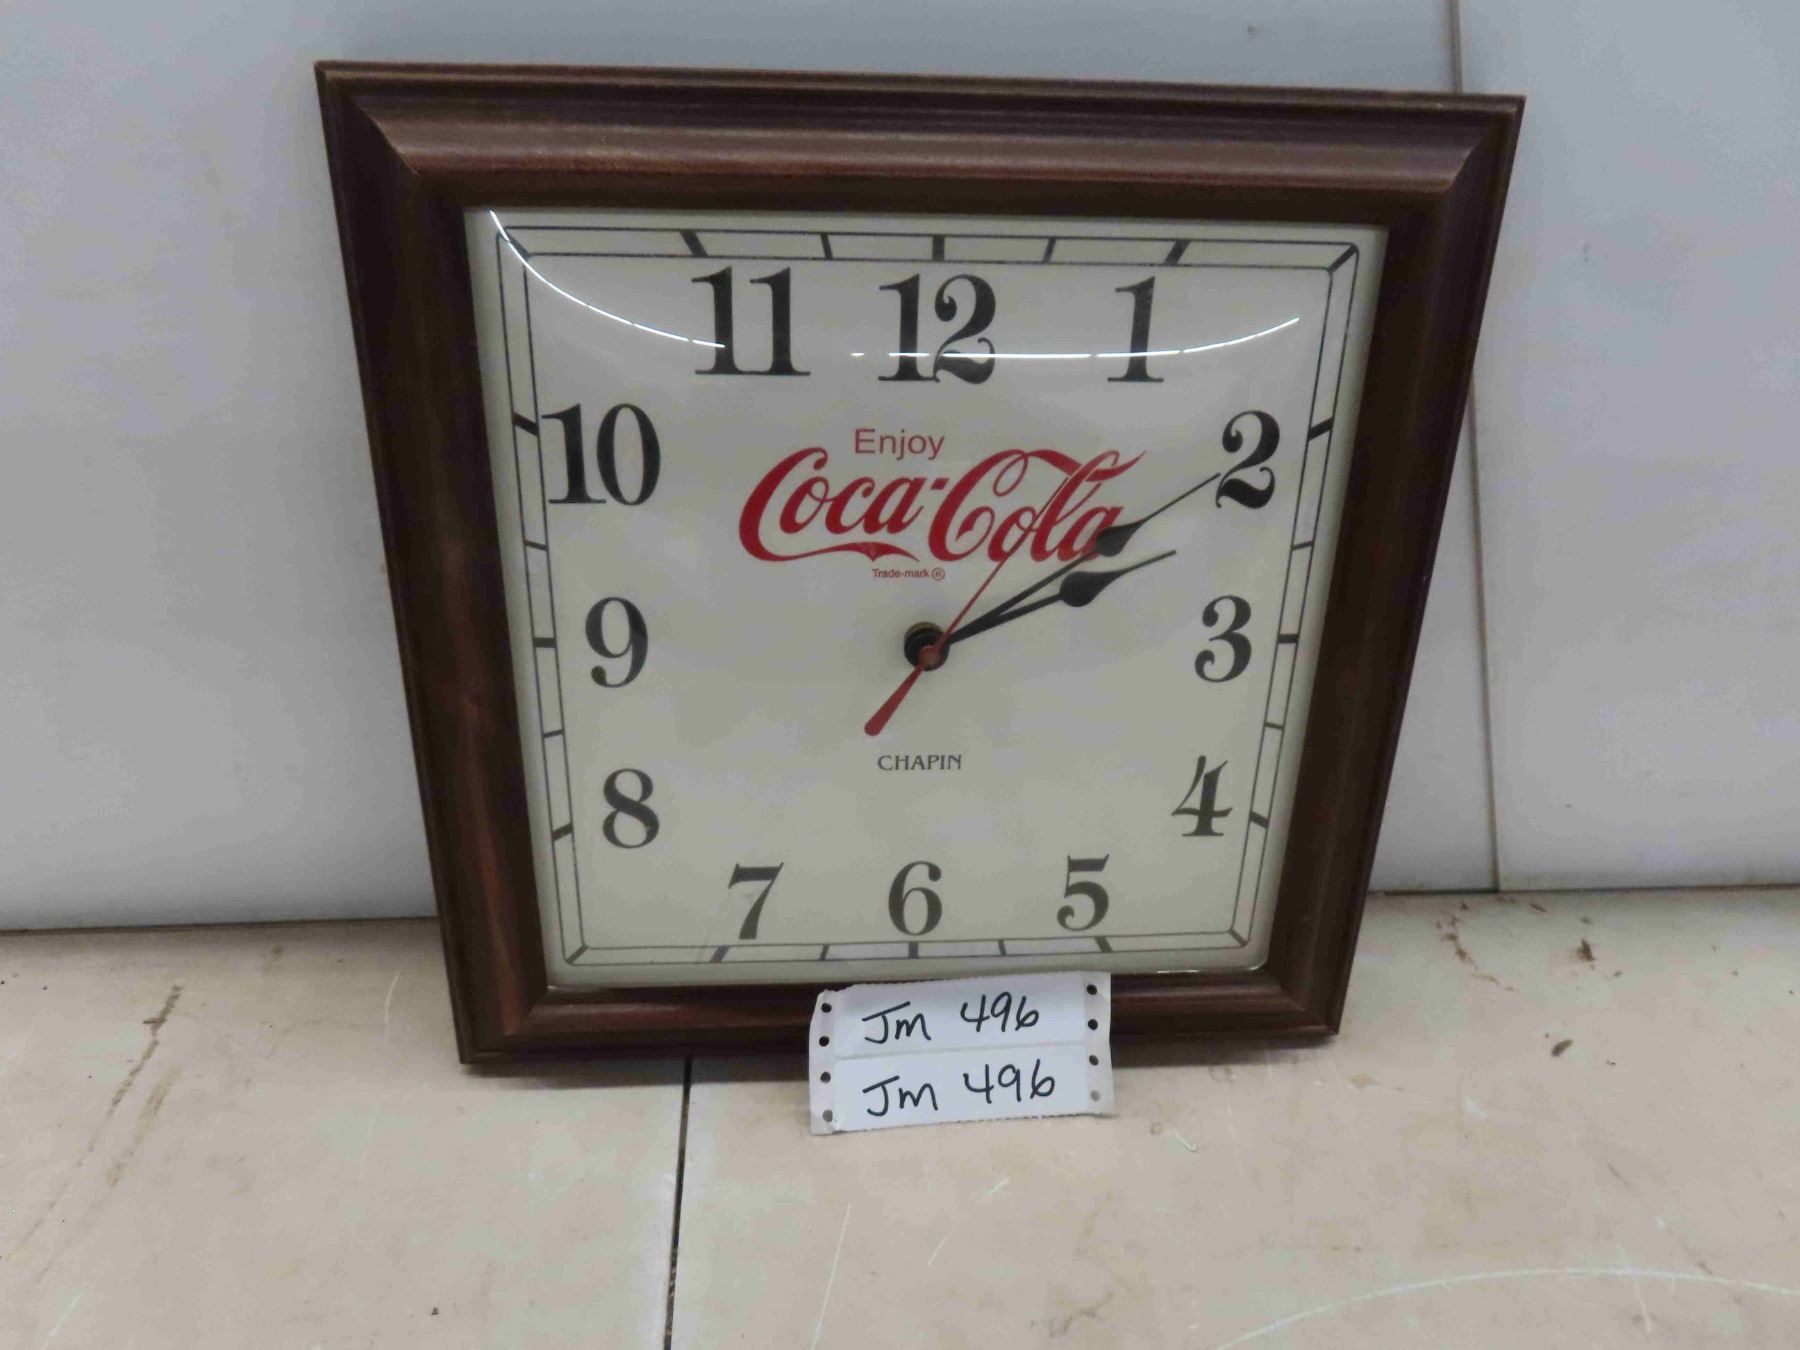 11 12 1
10 2
Enjoy
Coca-Cola
Trade-mark ®
9 3
CHAPIN
8 4
7 6 5
Jm 496
Jm 496